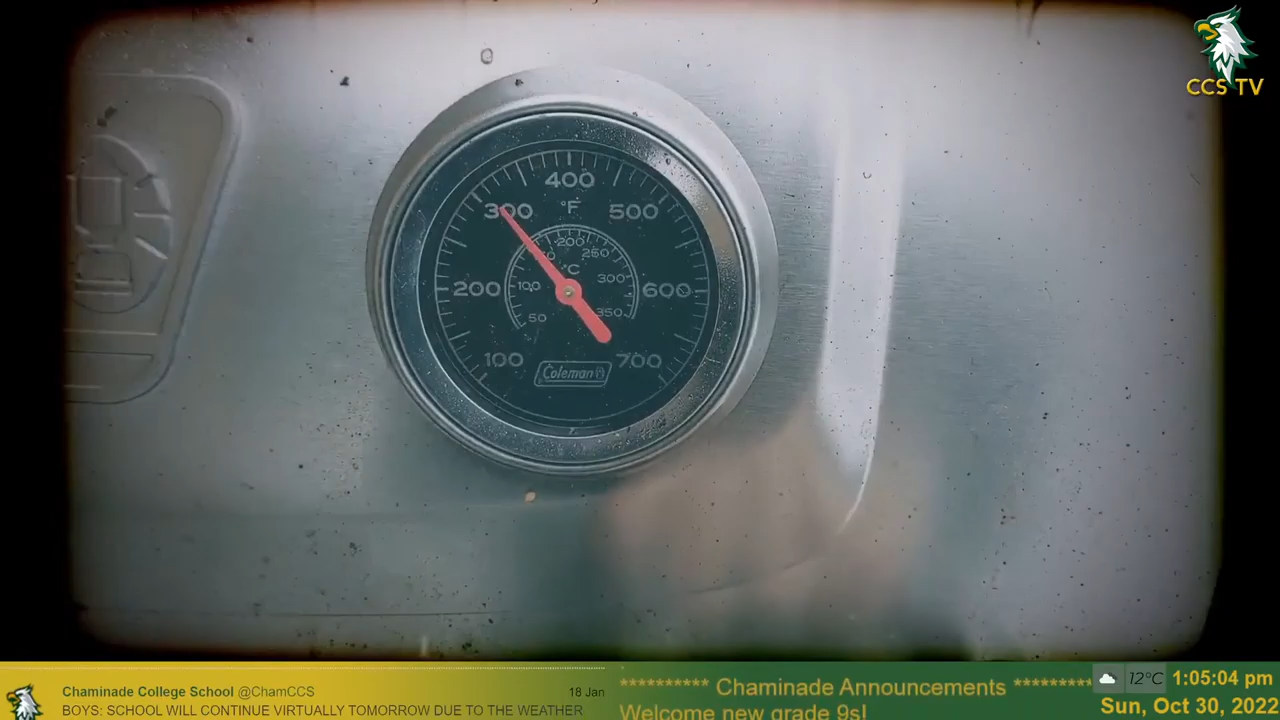 CCS TV
400
300
°F
500
200
250
°C
200
100
300
600
50
350
100
700
Coleman
Chaminade College School @ChamCCS
18 Jan
BOYS: SCHOOL WILL CONTINUE VIRTUALLY TOMORROW DUE TO THE WEATHER
********** Chaminade Announcements *********
Welcome new grade 9s!
12°C
1:05:04 pm
Sun, Oct 30, 2022